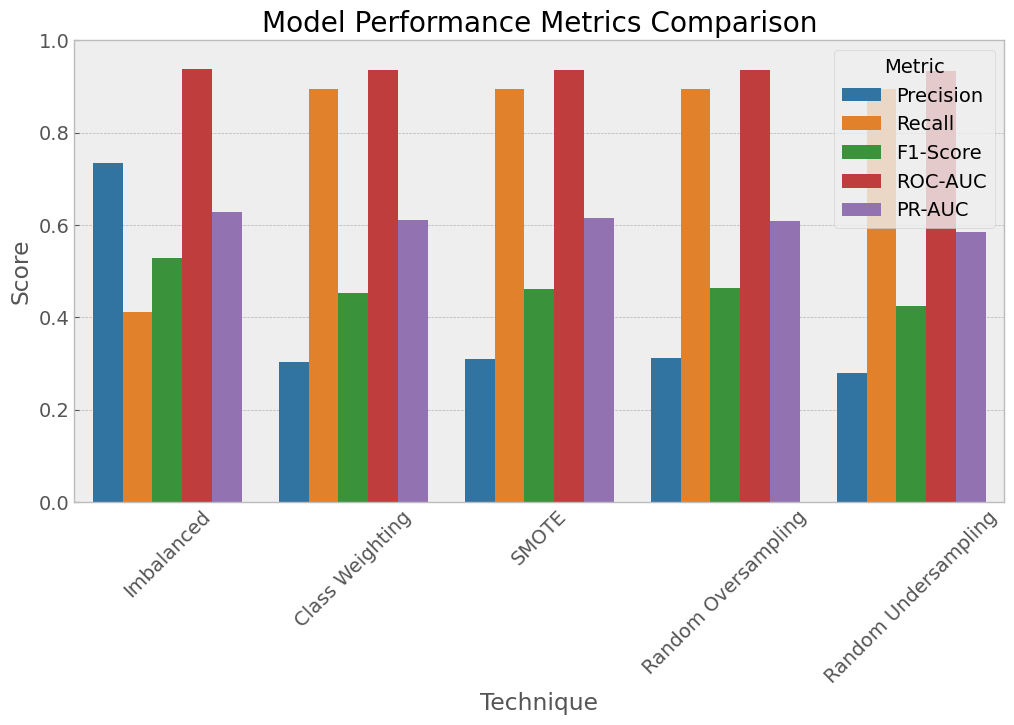 Model Performance Metrics Comparison
1.0
0.8
0.6
0.4
0.2
0.0
Score
Metric
Precision
Recall
F1-Score
ROC-AUC
PR-AUC
Imbalanced
Class Weighting
SMOTE
Random Oversampling
Random Undersampling
Technique